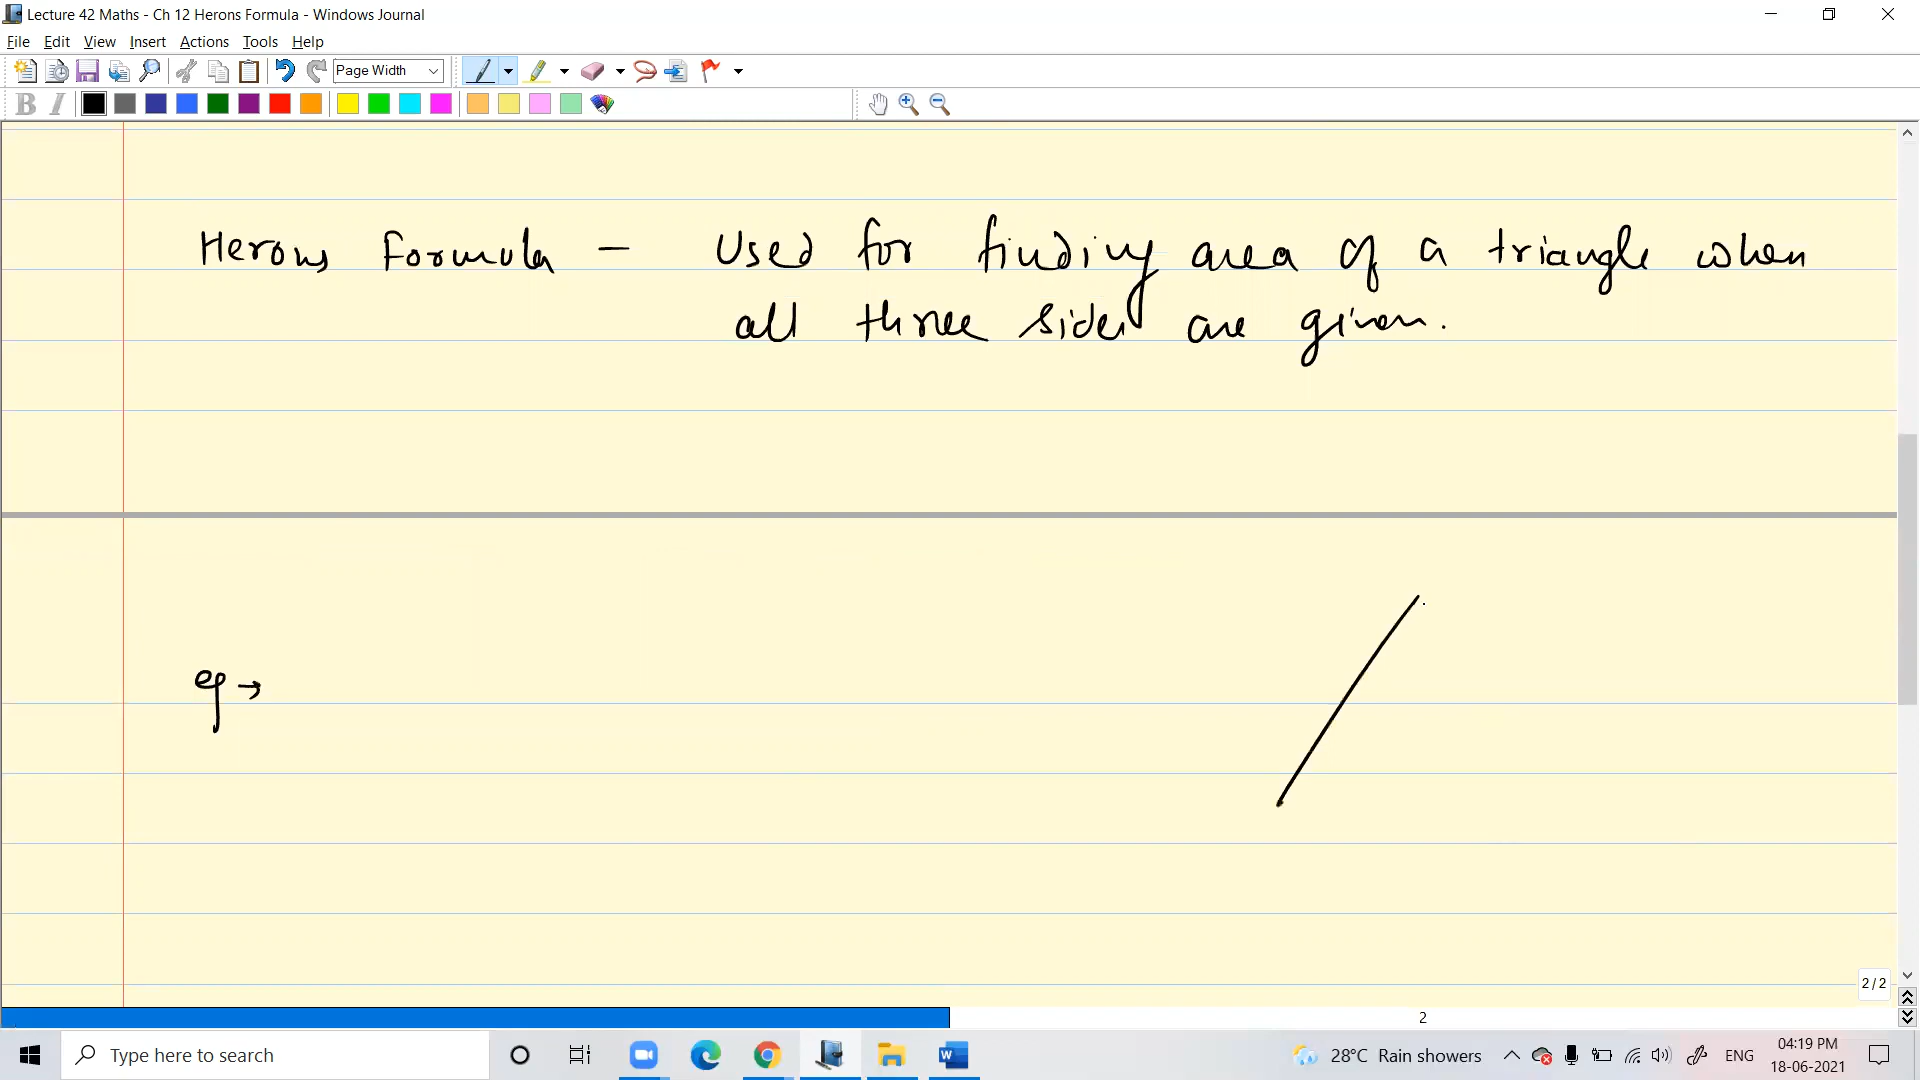 Lecture 42 Maths - Ch 12 Herons Formula - Windows Journal
File Edit View Insert Actions Tools Help
Page Width
B I
Herons Formula — Used for finding area of a triangle when
all three sides are given.
eg →
2 / 2
2
Type here to search
28°C Rain showers
ENG
04:19 PM
18-06-2021